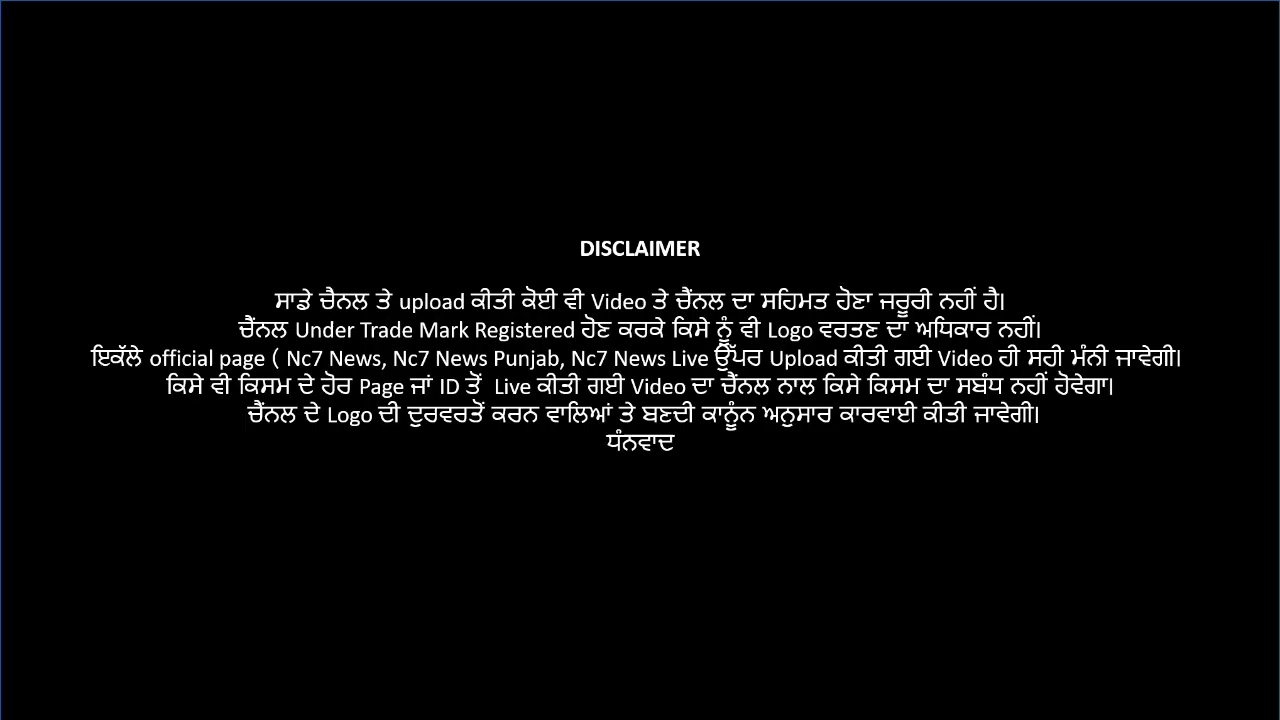 DISCLAIMER
ਸਾਡੇ ਚੈਨਲ ਤੇ upload ਕੀਤੀ ਕੋਈ ਵੀ Video ਤੇ ਚੈਂਨਲ ਦਾ ਸਹਿਮਤ ਹੋਣਾ ਜਰੂਰੀ ਨਹੀਂ ਹੈ।
ਚੈਂਨਲ Under Trade Mark Registered ਹੋਣ ਕਰਕੇ ਕਿਸੇ ਨੂੰ ਵੀ Logo ਵਰਤਣ ਦਾ ਅਧਿਕਾਰ ਨਹੀਂ।
ਇਕੱਲੇ official page ( Nc7 News, Nc7 News Punjab, Nc7 News Live ਉੱਪਰ Upload ਕੀਤੀ ਗਈ Video ਹੀ ਸਹੀ ਮੰਨੀ ਜਾਵੇਗੀ।
ਕਿਸੇ ਵੀ ਕਿਸਮ ਦੇ ਹੋਰ Page ਜਾਂ ID ਤੋਂ Live ਕੀਤੀ ਗਈ Video ਦਾ ਚੈਂਨਲ ਨਾਲ ਕਿਸੇ ਕਿਸਮ ਦਾ ਸਬੰਧ ਨਹੀਂ ਹੋਵੇਗਾ।
ਚੈਂਨਲ ਦੇ Logo ਦੀ ਦੁਰਵਰਤੋਂ ਕਰਨ ਵਾਲਿਆਂ ਤੇ ਬਣਦੀ ਕਾਨੂੰਨ ਅਨੁਸਾਰ ਕਾਰਵਾਈ ਕੀਤੀ ਜਾਵੇਗੀ।
ਧੰਨਵਾਦ